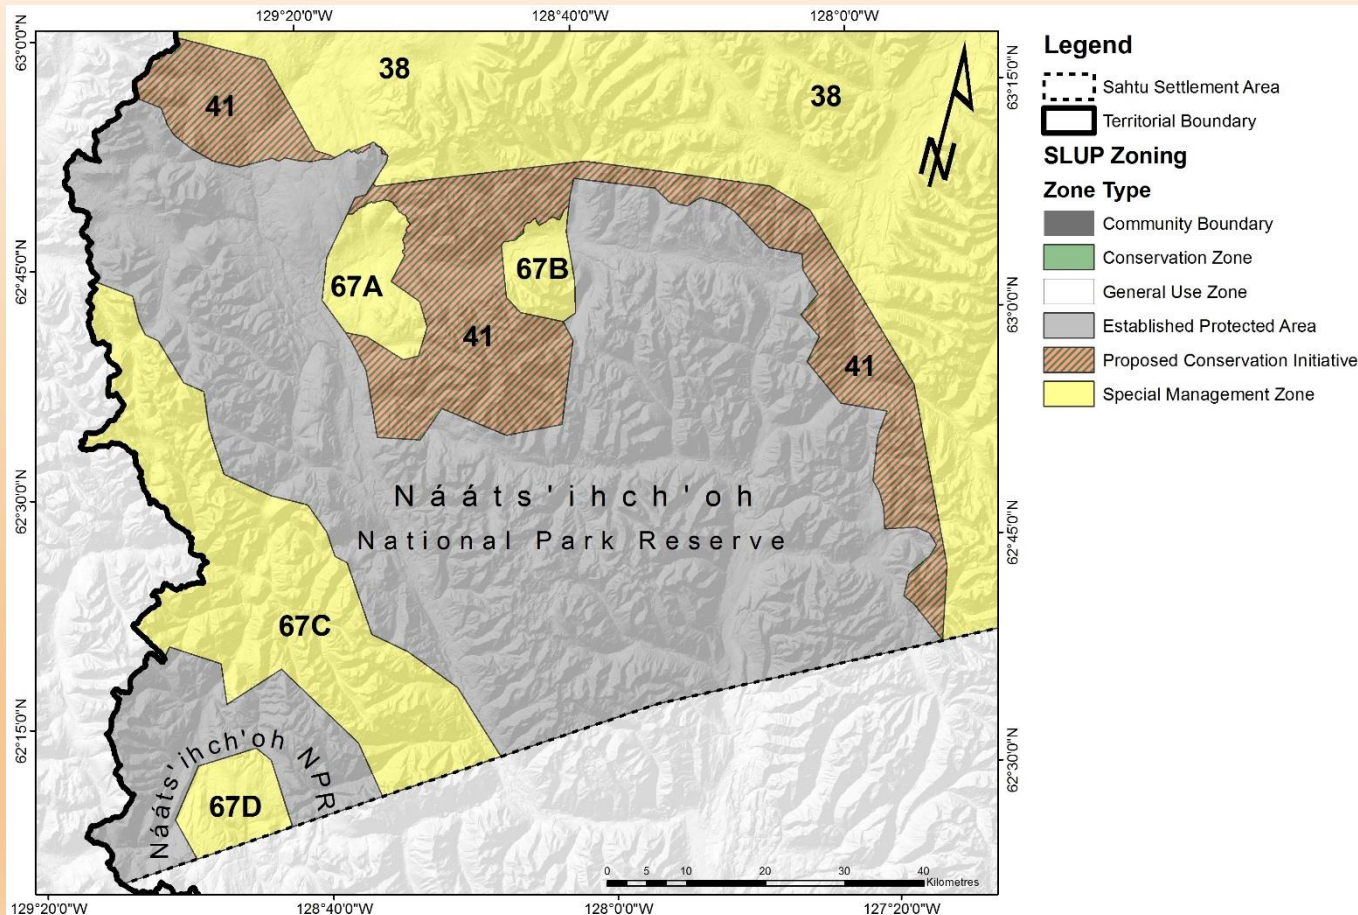 129°20'0"W
128°40'0"W
128°0'0"W
63°0'0"N
63°15'0"N
38
38
41
67A
67B
62°45'0"N
63°0'0"N
41
41
Nááts'ihch'oh
National Park Reserve
62°30'0"N
62°45'0"N
67C
62°15'0"N
62°30'0"N
Nááts'ihch'oh NPR
67D
0 5 10 20 30 40
Kilometres
129°20'0"W
128°40'0"W
128°0'0"W
127°20'0"W
N
Legend
Sahtu Settlement Area
Territorial Boundary
SLUP Zoning
Zone Type
Community Boundary
Conservation Zone
General Use Zone
Established Protected Area
Proposed Conservation Initiative
Special Management Zone